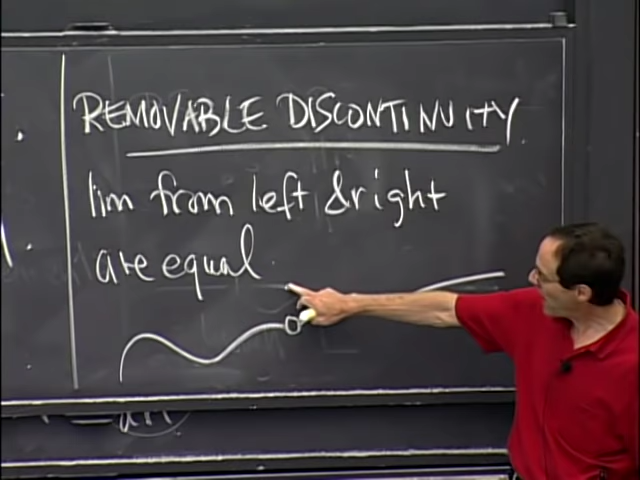 REMOVABLE DISCONTINUITY
lim from left & right
are equal